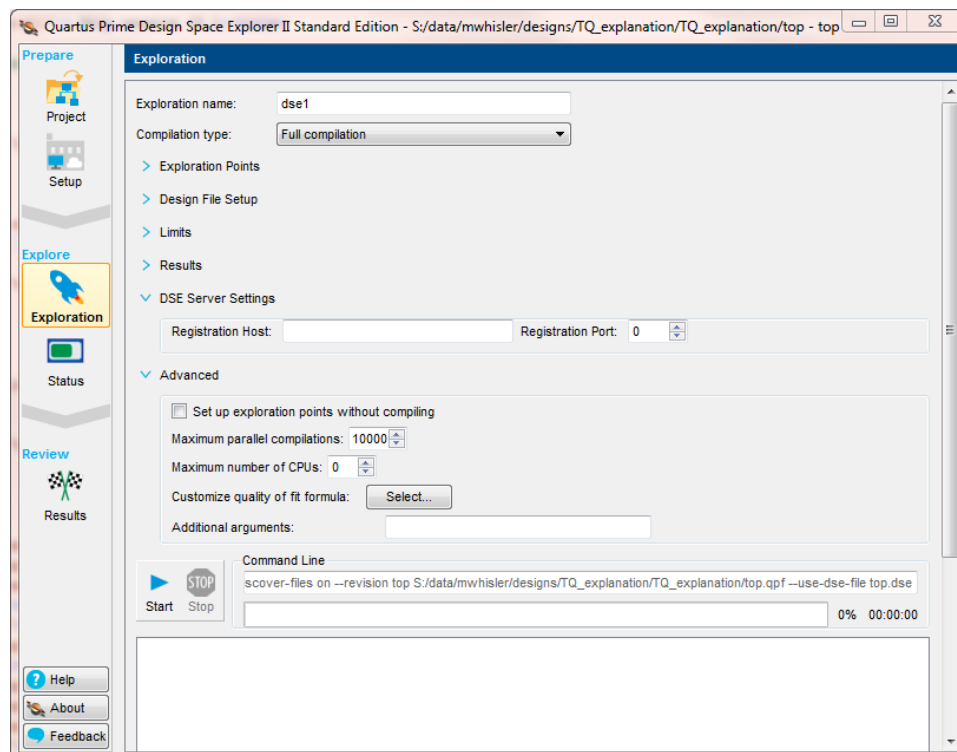 Quartus Prime Design Space Explorer II Standard Edition - S:/data/mwhisler/designs/TQ_explanation/TQ_explanation/top - top
Prepare
Project
Setup
Explore
Exploration
Status
Review
Results
Help
About
Feedback
Exploration
Exploration name: dse1
Compilation type: Full compilation
Exploration Points
Design File Setup
Limits
Results
DSE Server Settings
Registration Host: Registration Port: 0
Advanced
Set up exploration points without compiling
Maximum parallel compilations: 10000
Maximum number of CPUs: 0
Customize quality of fit formula: Select...
Additional arguments:
Command Line
STOP
Start Stop
scover-files on --revision top S:/data/mwhisler/designs/TQ_explanation/TQ_explanation/top.qpf --use-dse-file top.dse
0% 00:00:00